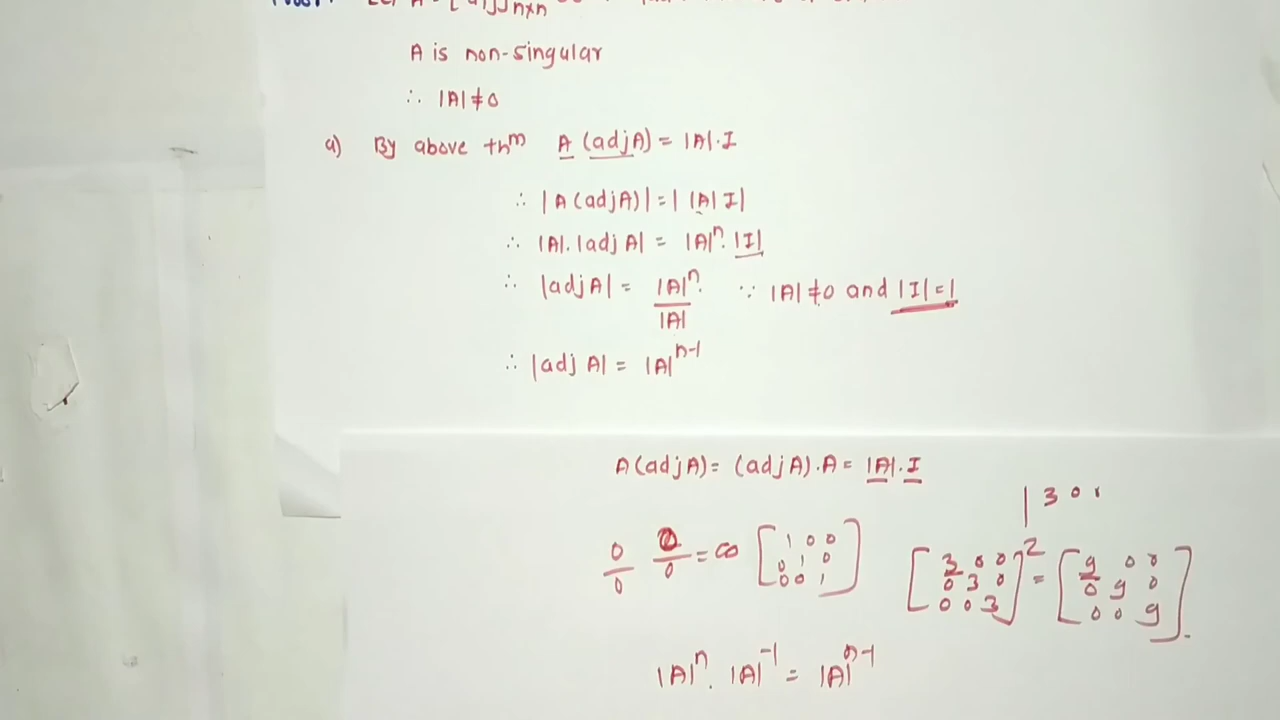 A is non-singular
∴ |A| ≠ 0
a) By above thm A (adjA) = |A|·I
∴ |A(adjA)| = | |A| I|
∴ |A|. |adj A| = |A|^n. |I|
∴ |adjA| = |A|^n / |A| ∵ |A| ≠ 0 and |I| = 1
∴ |adj A| = |A|^{n-1}
A(adjA) = (adjA).A = |A|.I
| 3 0
0/0 0/0 = ∞ [1 0 0; 0 1 0; 0 0 1] [3 0 0; 0 3 0; 0 0 3]^2 = [9 0 0; 0 9 0; 0 0 9]
|A|^n. |A|^{-1} = |A|^{n-1}